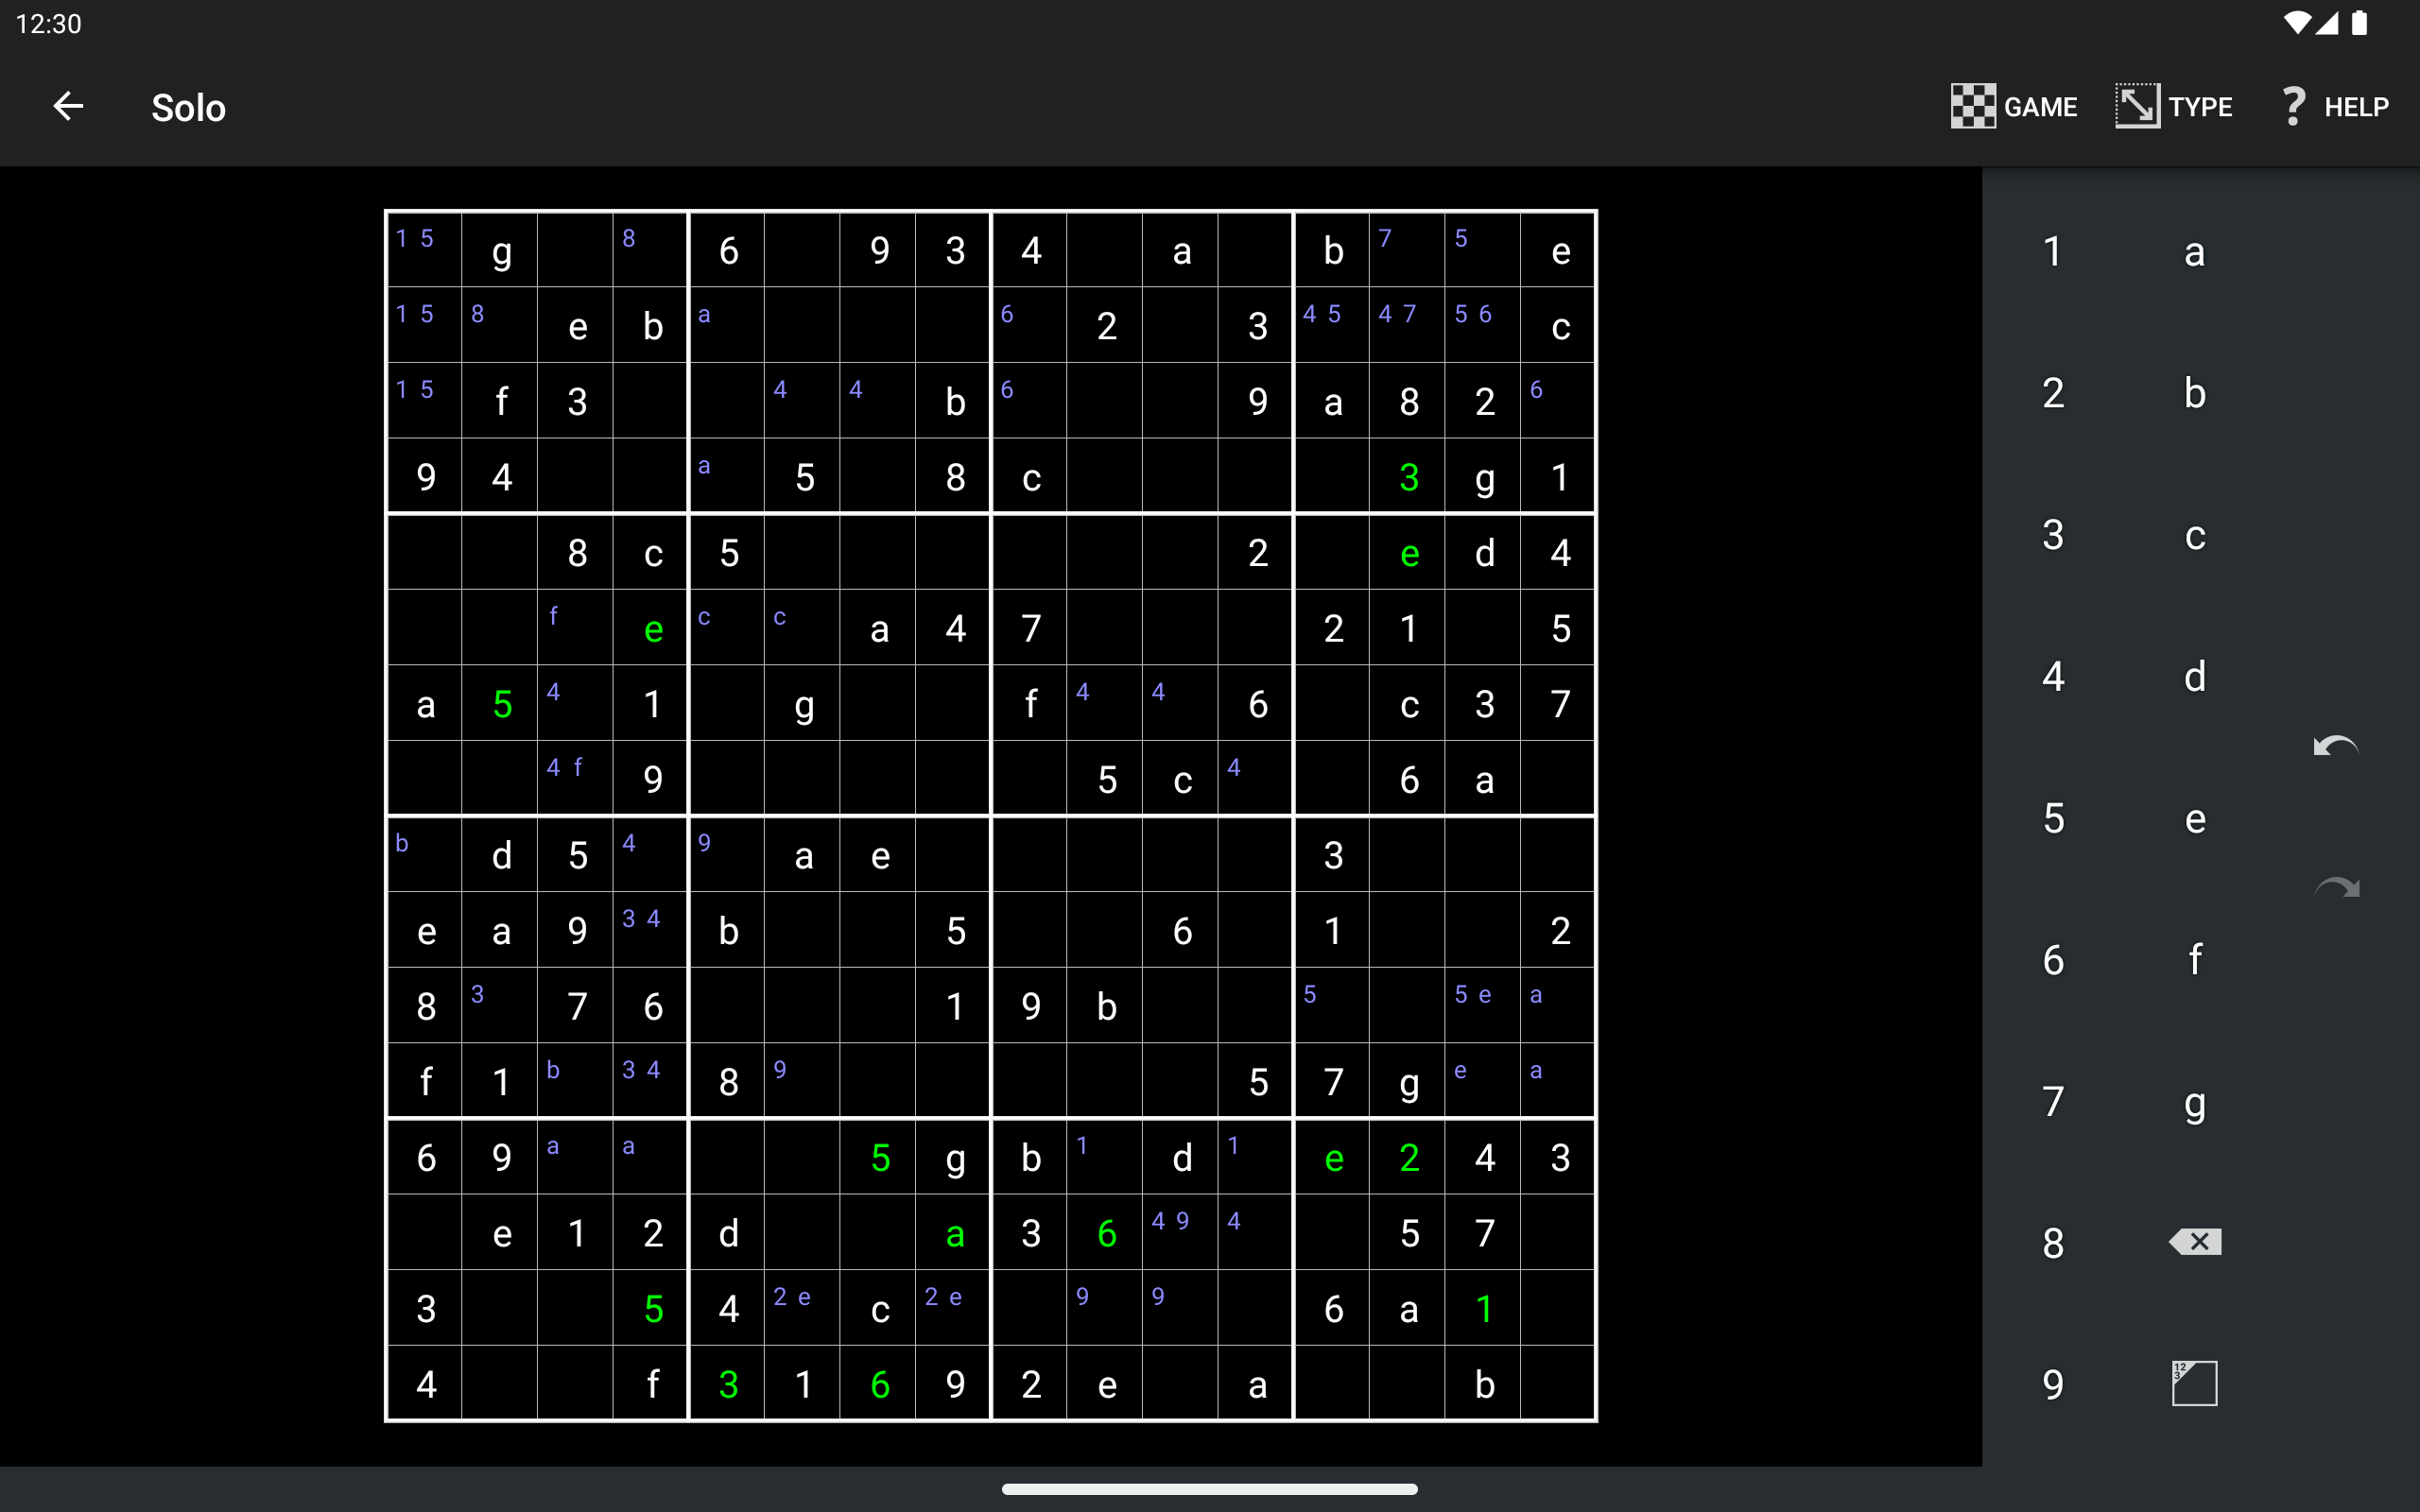 12:30
Solo GAME TYPE ? HELP
1 5 g 8 6 9 3 4 a b 7 5 e
1 5 8 e b a 6 2 3 4 5 4 7 5 6 c
1 5 f 3 4 4 b 6 9 a 8 2 6
9 4 a 5 8 c 3 g 1
8 c 5 2 e d 4
f e c c a 4 7 2 1 5
a 5 4 1 g f 4 4 6 c 3 7
4 f 9 5 c 4 6 a
b d 5 4 9 a e 3
e a 9 3 4 b 5 6 1 2
8 3 7 6 1 9 b 5 5 e a
f 1 b 3 4 8 9 5 7 g e a
6 9 a a 5 g b 1 d 1 e 2 4 3
e 1 2 d a 3 6 4 9 4 5 7
3 5 4 2 e c 2 e 9 9 6 a 1
4 f 3 1 6 9 2 e a b
1 a
2 b
3 c
4 d
5 e
6 f
7 g
8
9 12 3